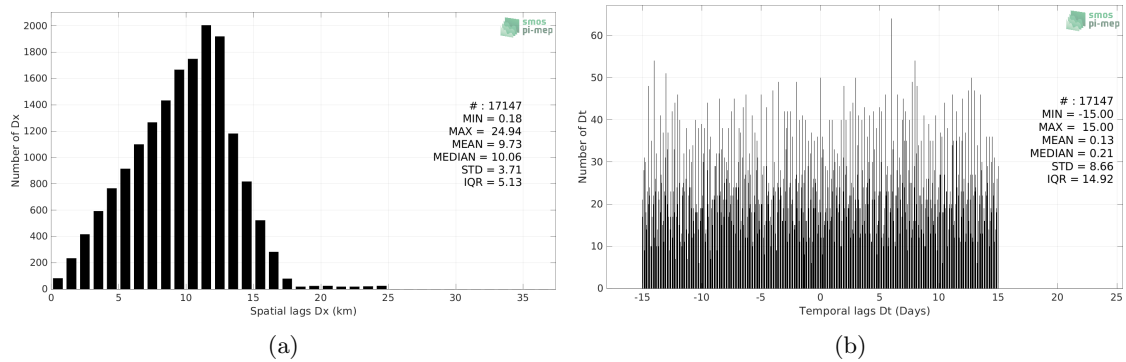 smos
pi-mep
2000
1800
1600
1400
1200
1000
800
600
400
200
0
Number of Dx
# : 17147
MIN = 0.18
MAX = 24.94
MEAN = 9.73
MEDIAN = 10.06
STD = 3.71
IQR = 5.13
0 5 10 15 20 25 30 35
Spatial lags Dx (km)
(a)
smos
pi-mep
60
50
40
30
20
10
0
Number of Dt
# : 17147
MIN = -15.00
MAX = 15.00
MEAN = 0.13
MEDIAN = 0.21
STD = 8.66
IQR = 14.92
-15 -10 -5 0 5 10 15 20 25
Temporal lags Dt (Days)
(b)